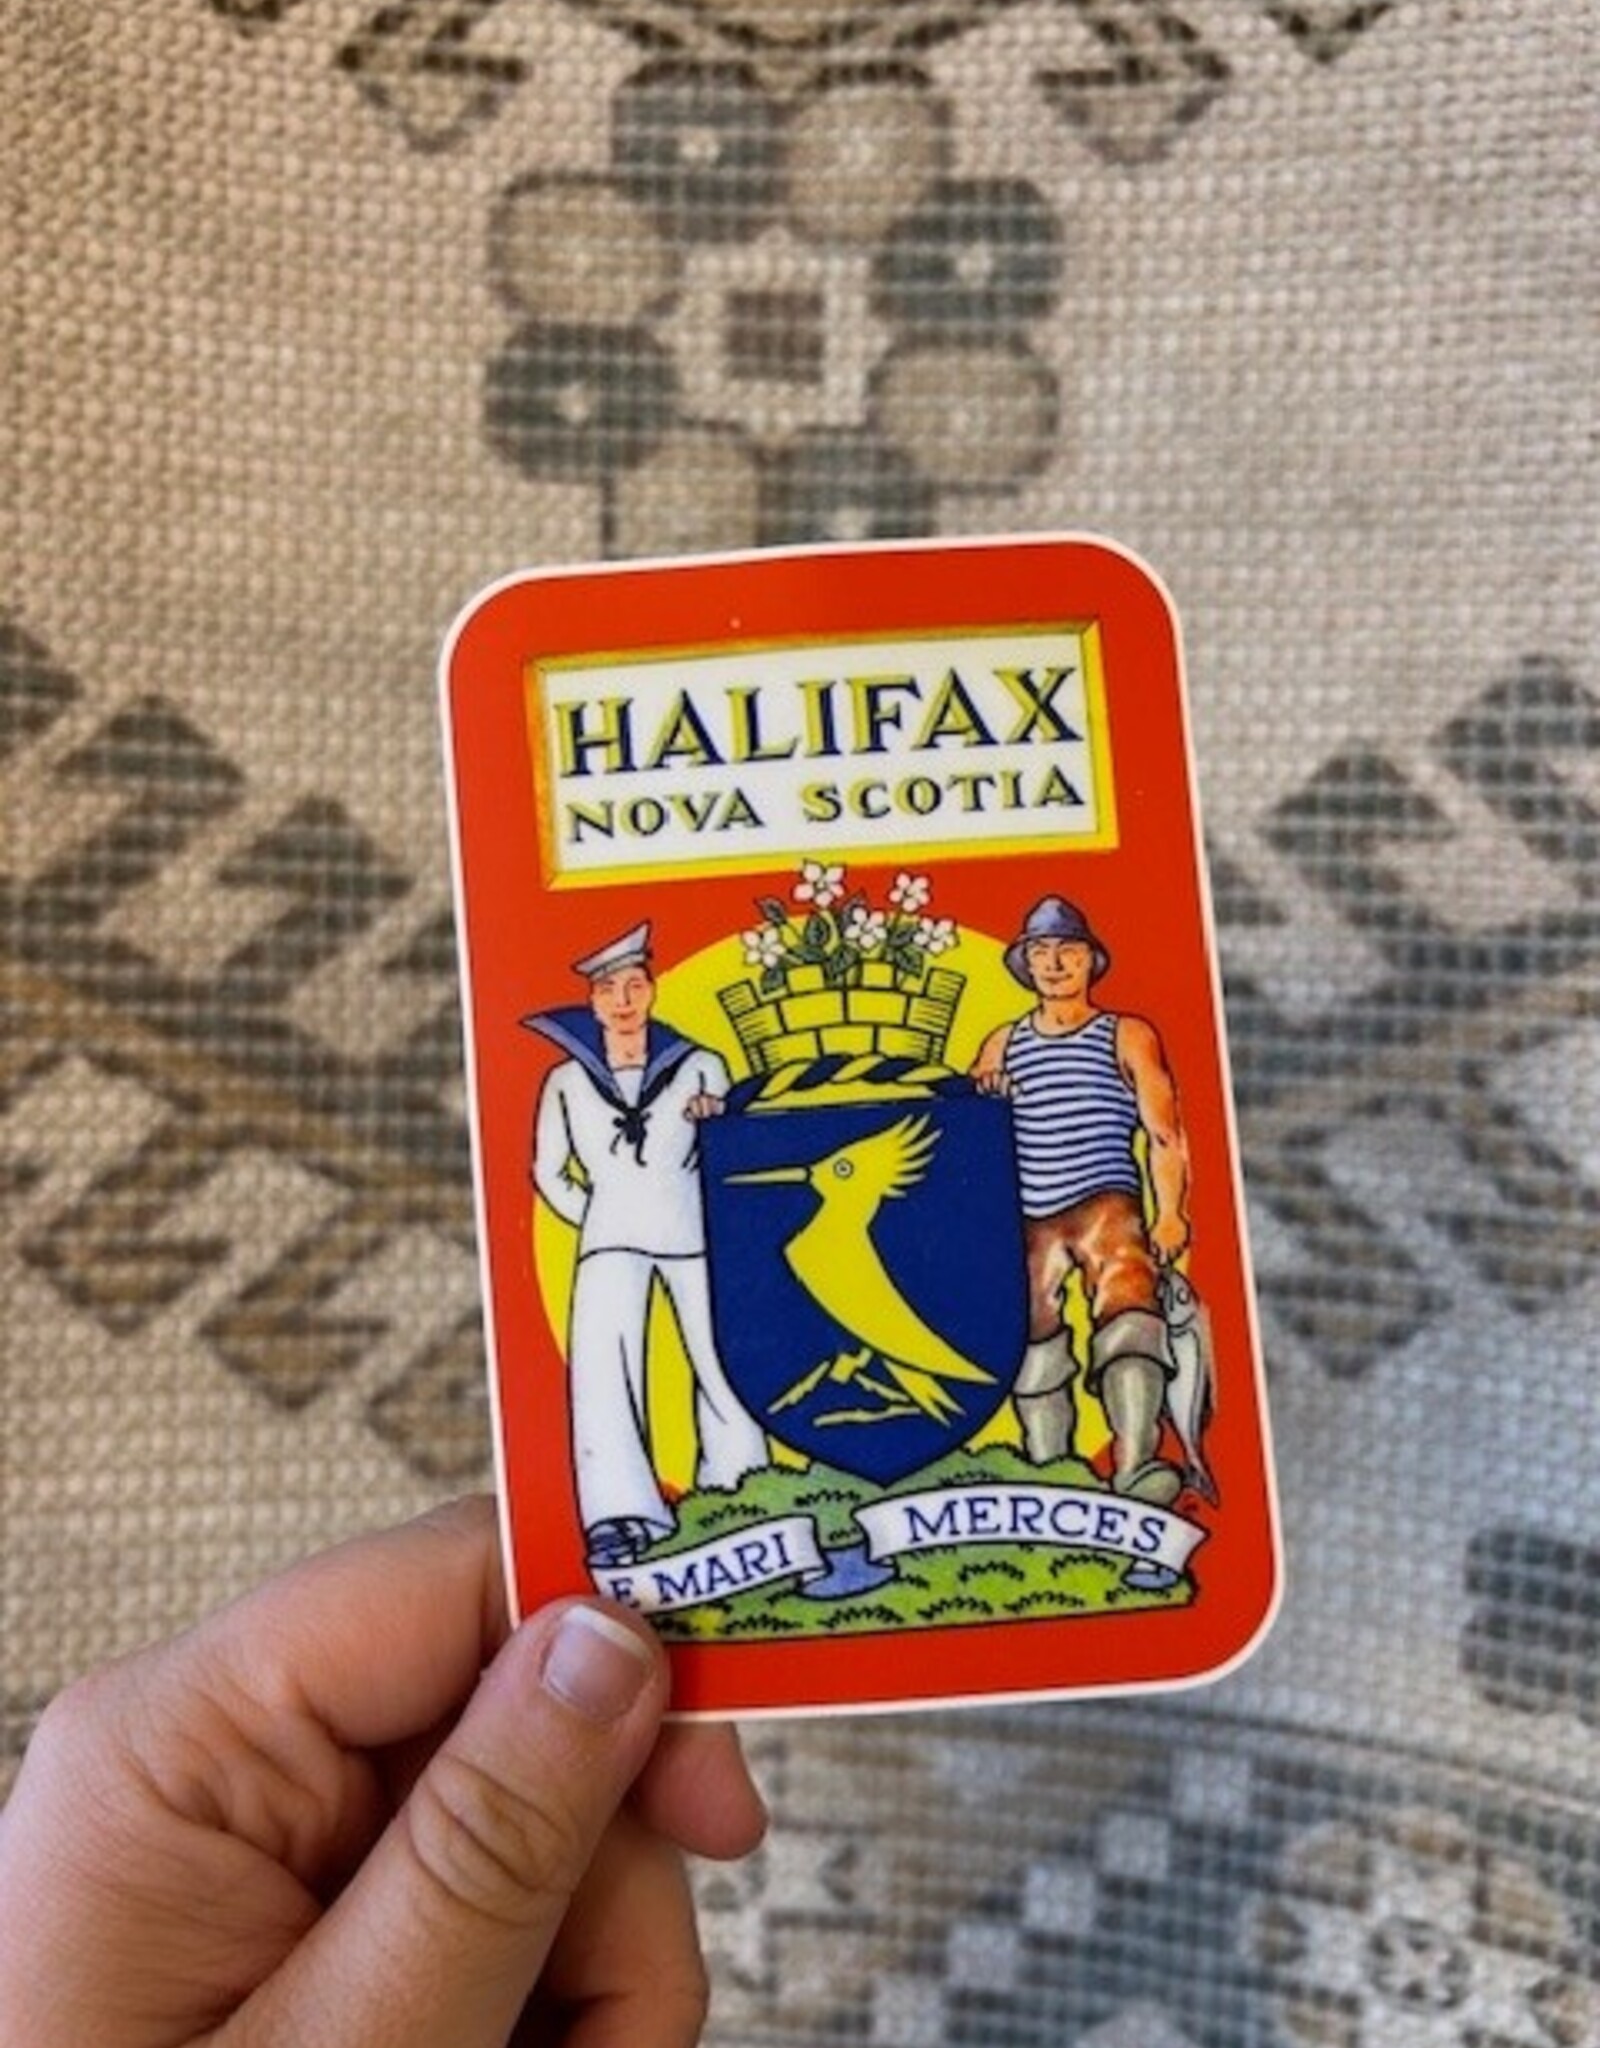 HALIFAX
NOVA SCOTIA
E MARI MERCES